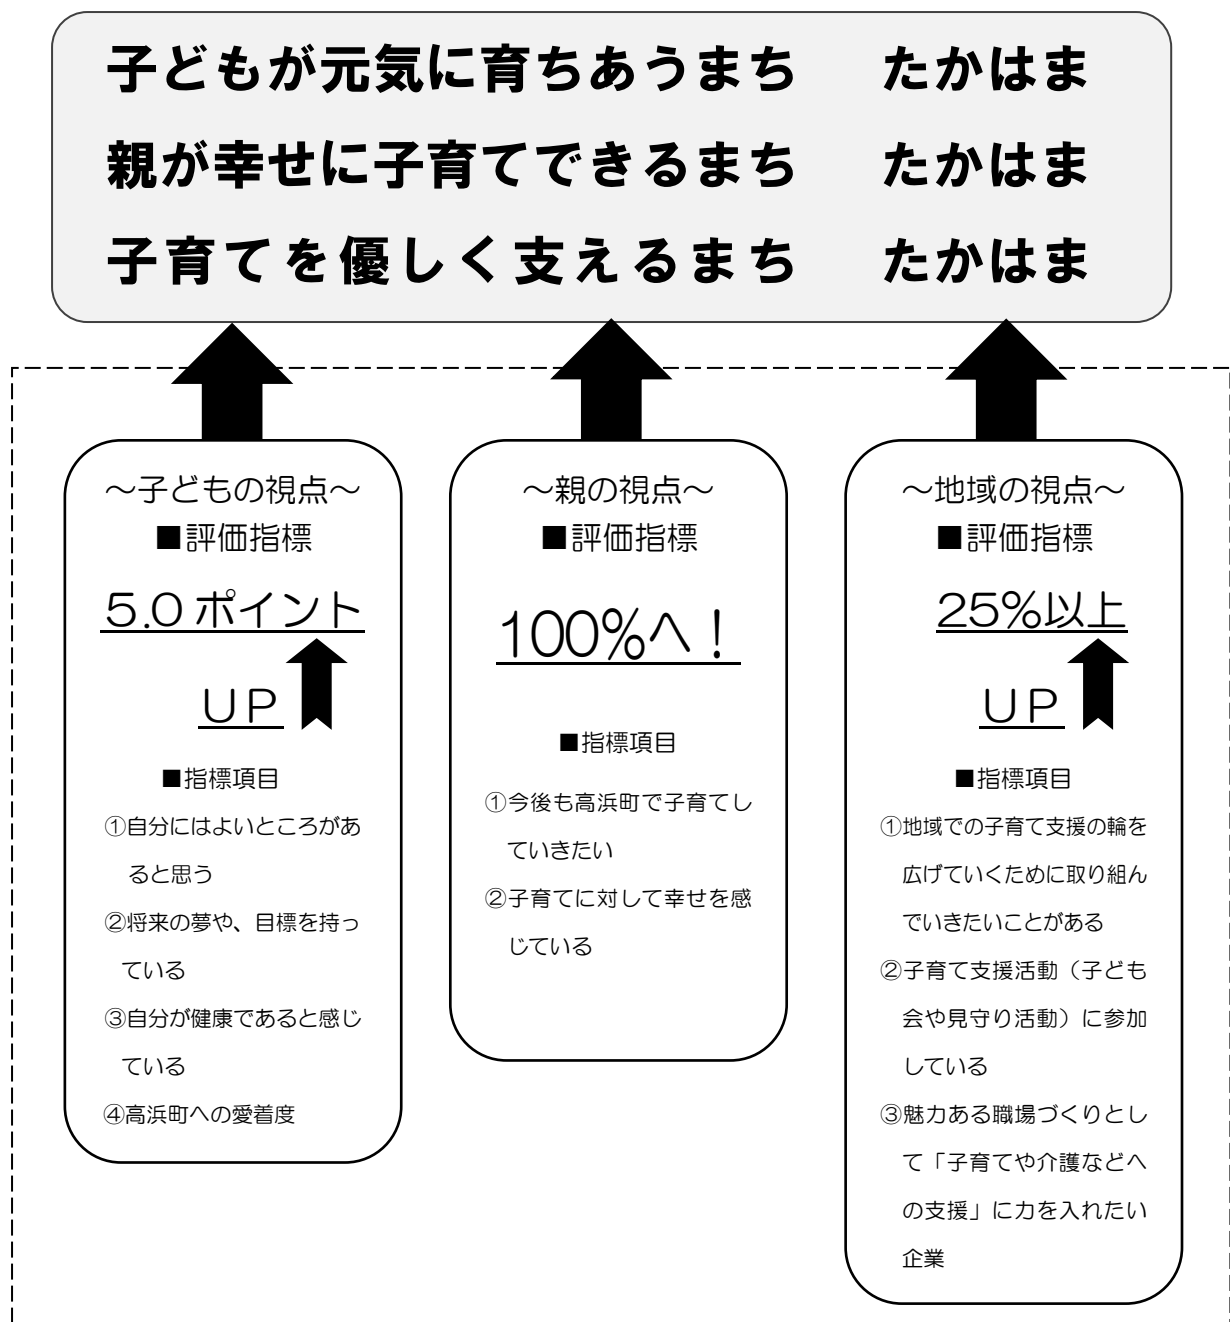 子どもが元気に育ちあうまち　たかはま
親が幸せに子育てできるまち　たかはま
子育てを優しく支えるまち　たかはま
～子どもの視点～
■評価指標
5.0ポイント
UP
■指標項目
①自分にはよいところがあ
ると思う
②将来の夢や、目標を持っ
ている
③自分が健康であると感じ
ている
④高浜町への愛着度
～親の視点～
■評価指標
100%へ！
■指標項目
①今後も高浜町で子育てし
ていきたい
②子育てに対して幸せを感
じている
～地域の視点～
■評価指標
25%以上
UP
■指標項目
①地域での子育て支援の輪を
広げていくために取り組ん
でいきたいことがある
②子育て支援活動（子ども
会や見守り活動）に参加
している
③魅力ある職場づくりとし
て「子育てや介護などへ
の支援」に力を入れたい
企業